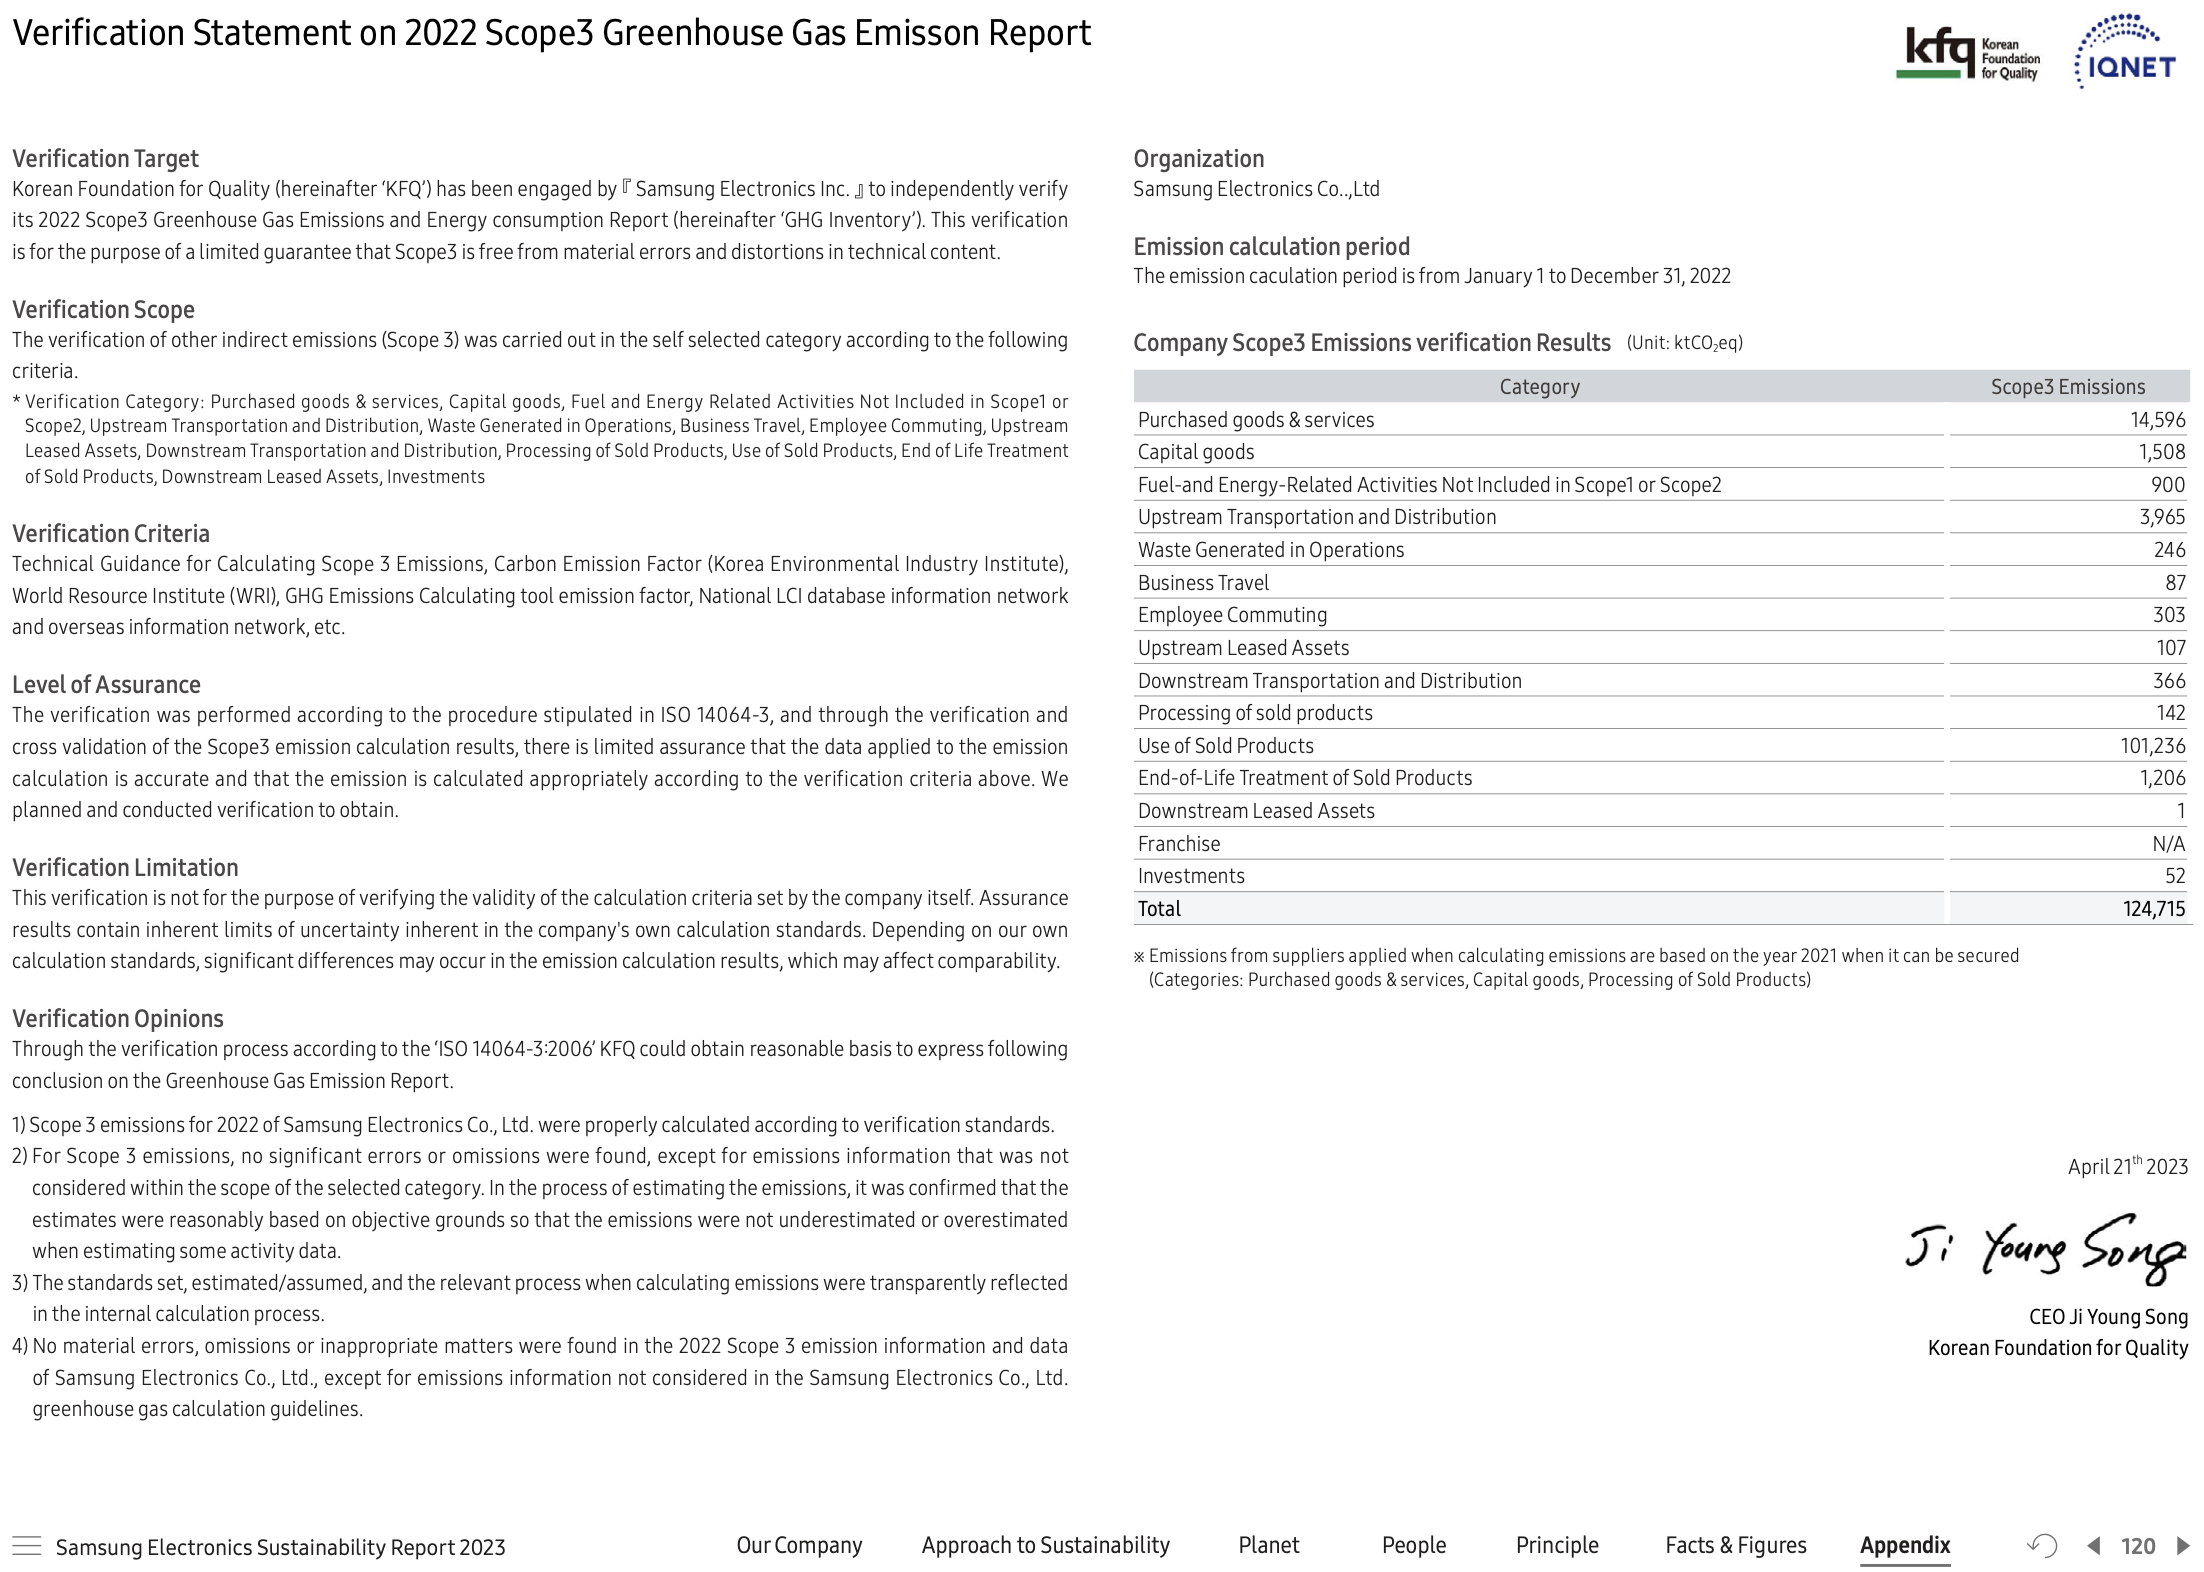 Verification Statement on 2022 Scope3 Greenhouse Gas Emisson Report
kfq Korean
Foundation
for Quality
IQNET
Verification Target
Korean Foundation for Quality (hereinafter ‘KFQ’) has been engaged by『 Samsung Electronics Inc. 』to independently verify
its 2022 Scope3 Greenhouse Gas Emissions and Energy consumption Report (hereinafter ‘GHG Inventory’). This verification
is for the purpose of a limited guarantee that Scope3 is free from material errors and distortions in technical content.
Verification Scope
The verification of other indirect emissions (Scope 3) was carried out in the self selected category according to the following
criteria.
* Verification Category: Purchased goods & services, Capital goods, Fuel and Energy Related Activities Not Included in Scope1 or
Scope2, Upstream Transportation and Distribution, Waste Generated in Operations, Business Travel, Employee Commuting, Upstream
Leased Assets, Downstream Transportation and Distribution, Processing of Sold Products, Use of Sold Products, End of Life Treatment
of Sold Products, Downstream Leased Assets, Investments
Verification Criteria
Technical Guidance for Calculating Scope 3 Emissions, Carbon Emission Factor (Korea Environmental Industry Institute),
World Resource Institute (WRI), GHG Emissions Calculating tool emission factor, National LCI database information network
and overseas information network, etc.
Level of Assurance
The verification was performed according to the procedure stipulated in ISO 14064-3, and through the verification and
cross validation of the Scope3 emission calculation results, there is limited assurance that the data applied to the emission
calculation is accurate and that the emission is calculated appropriately according to the verification criteria above. We
planned and conducted verification to obtain.
Verification Limitation
This verification is not for the purpose of verifying the validity of the calculation criteria set by the company itself. Assurance
results contain inherent limits of uncertainty inherent in the company's own calculation standards. Depending on our own
calculation standards, significant differences may occur in the emission calculation results, which may affect comparability.
Verification Opinions
Through the verification process according to the ‘ISO 14064-3:2006’ KFQ could obtain reasonable basis to express following
conclusion on the Greenhouse Gas Emission Report.
1) Scope 3 emissions for 2022 of Samsung Electronics Co., Ltd. were properly calculated according to verification standards.
2) For Scope 3 emissions, no significant errors or omissions were found, except for emissions information that was not
considered within the scope of the selected category. In the process of estimating the emissions, it was confirmed that the
estimates were reasonably based on objective grounds so that the emissions were not underestimated or overestimated
when estimating some activity data.
3) The standards set, estimated/assumed, and the relevant process when calculating emissions were transparently reflected
in the internal calculation process.
4) No material errors, omissions or inappropriate matters were found in the 2022 Scope 3 emission information and data
of Samsung Electronics Co., Ltd., except for emissions information not considered in the Samsung Electronics Co., Ltd.
greenhouse gas calculation guidelines.
Organization
Samsung Electronics Co..,Ltd
Emission calculation period
The emission caculation period is from January 1 to December 31, 2022
Company Scope3 Emissions verification Results (Unit: ktCO₂eq)
Category Scope3 Emissions
Purchased goods & services 14,596
Capital goods 1,508
Fuel-and Energy-Related Activities Not Included in Scope1 or Scope2 900
Upstream Transportation and Distribution 3,965
Waste Generated in Operations 246
Business Travel 87
Employee Commuting 303
Upstream Leased Assets 107
Downstream Transportation and Distribution 366
Processing of sold products 142
Use of Sold Products 101,236
End-of-Life Treatment of Sold Products 1,206
Downstream Leased Assets 1
Franchise N/A
Investments 52
Total 124,715
※ Emissions from suppliers applied when calculating emissions are based on the year 2021 when it can be secured
(Categories: Purchased goods & services, Capital goods, Processing of Sold Products)
April 21th 2023
Ji Young Song
CEO Ji Young Song
Korean Foundation for Quality
Samsung Electronics Sustainability Report 2023 Our Company Approach to Sustainability Planet People Principle Facts & Figures Appendix 120